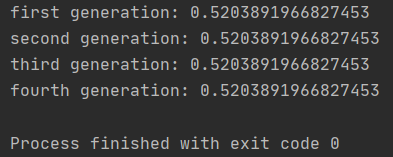 first generation: 0.5203891966827453
second generation: 0.5203891966827453
third generation: 0.5203891966827453
fourth generation: 0.5203891966827453
Process finished with exit code 0